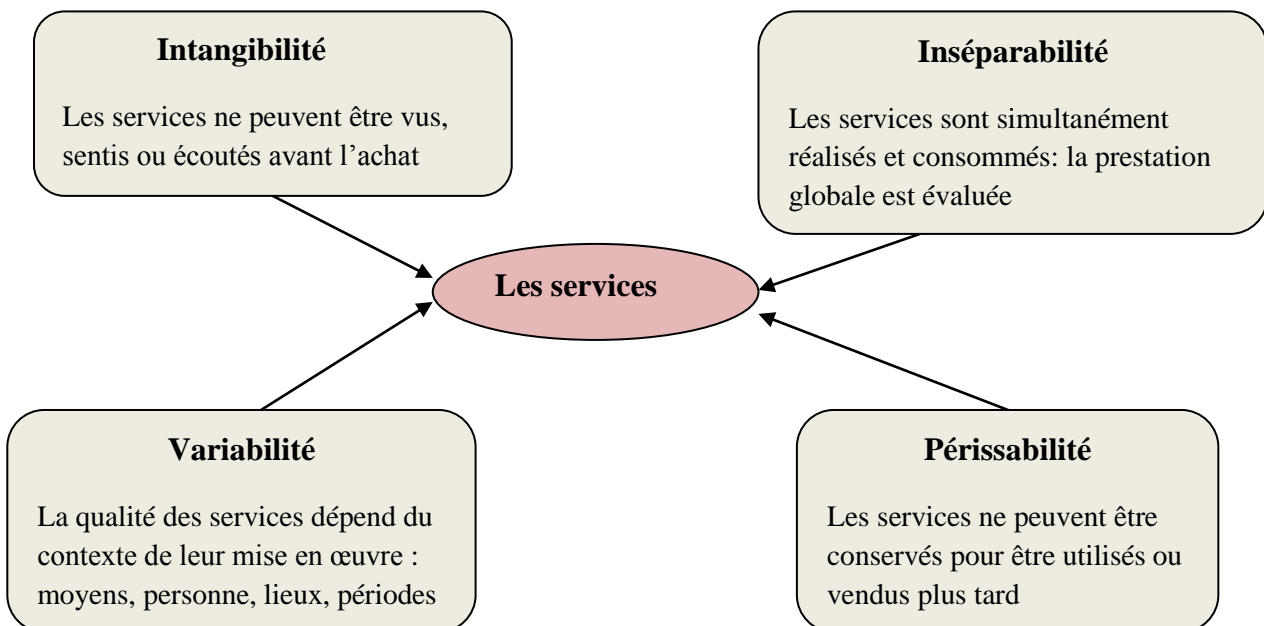 Intangibilité
Les services ne peuvent être vus,
sentis ou écoutés avant l’achat
Inséparabilité
Les services sont simultanément
réalisés et consommés: la prestation
globale est évaluée
Les services
Variabilité
La qualité des services dépend du
contexte de leur mise en œuvre :
moyens, personne, lieux, périodes
Périssabilité
Les services ne peuvent être
conservés pour être utilisés ou
vendus plus tard